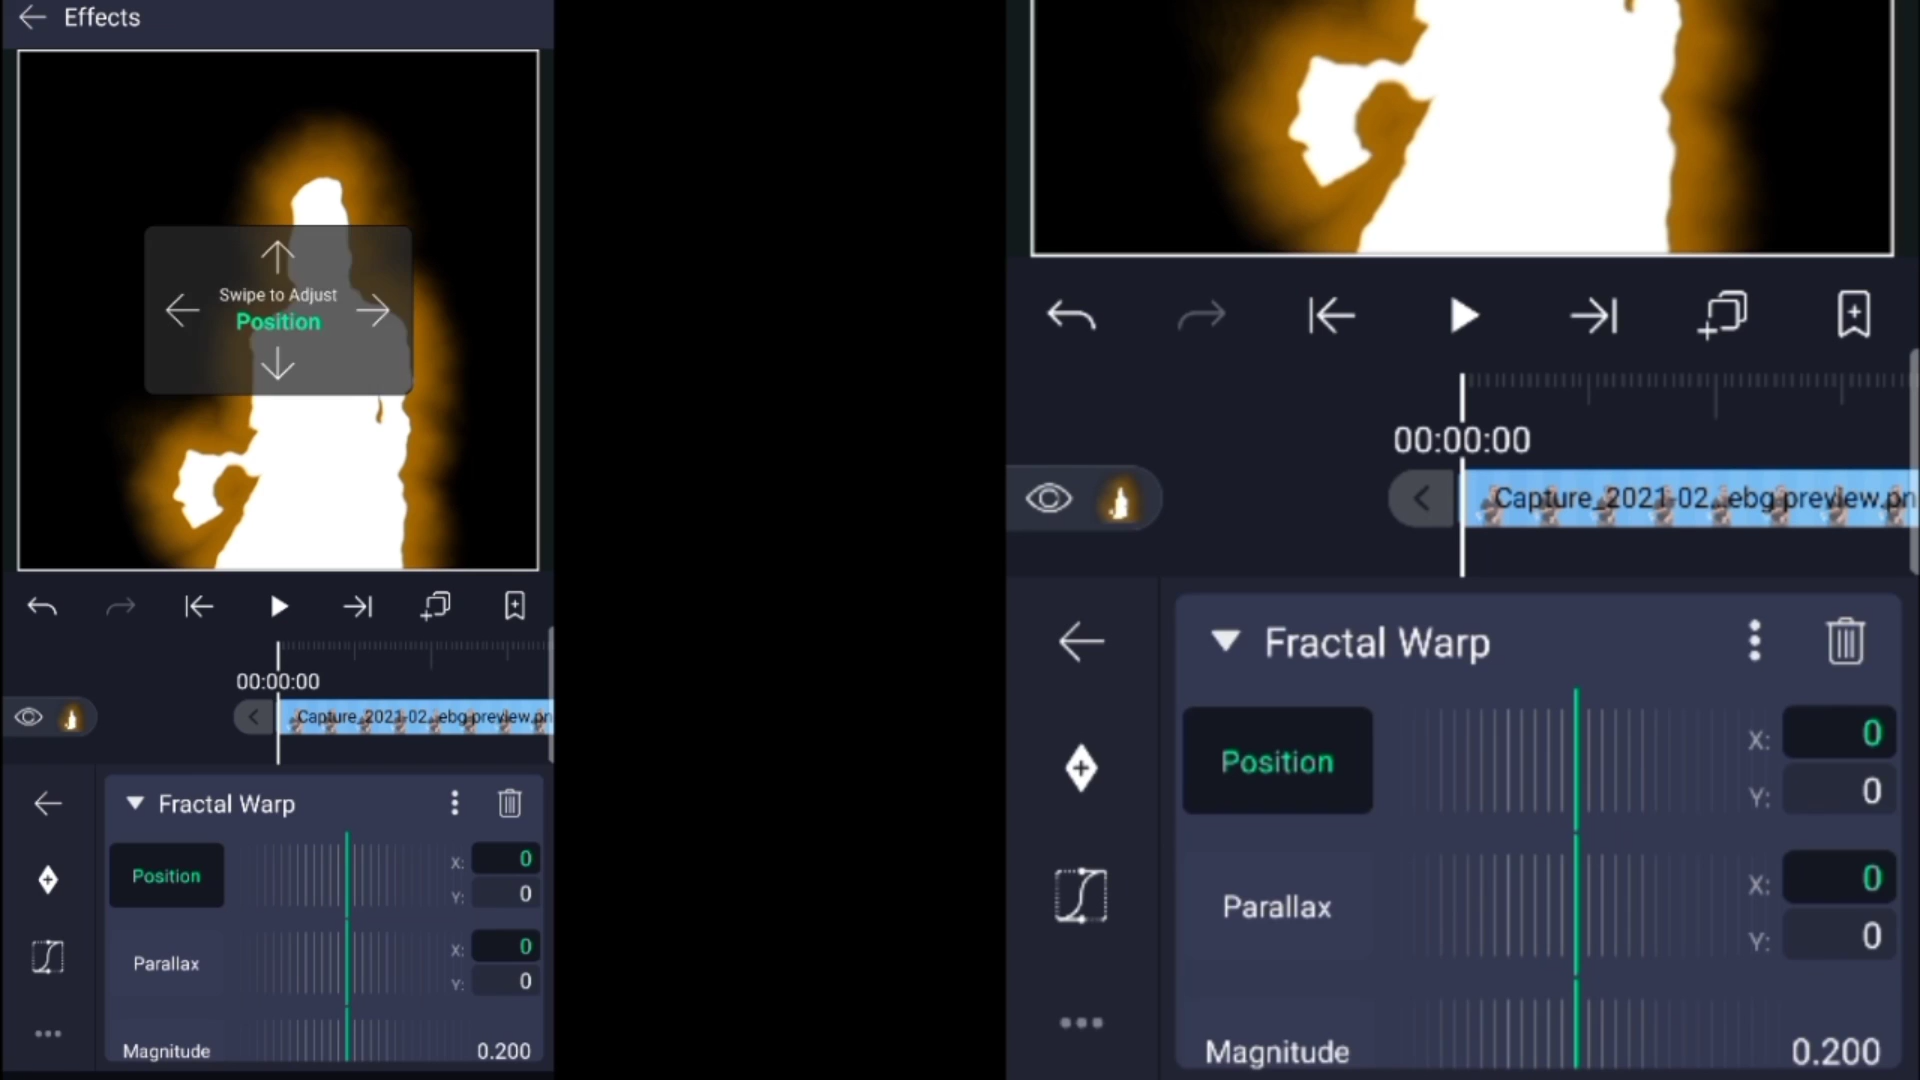 Effects
Swipe to Adjust
Position
00:00:00
Capture_2021-02...ebg preview.pn
Fractal Warp
Position
X: 0
Y: 0
Parallax
X: 0
Y: 0
Magnitude 0.200
00:00:00
Capture_2021-02...ebg preview.pn
Fractal Warp
Position
X: 0
Y: 0
Parallax
X: 0
Y: 0
Magnitude 0.200